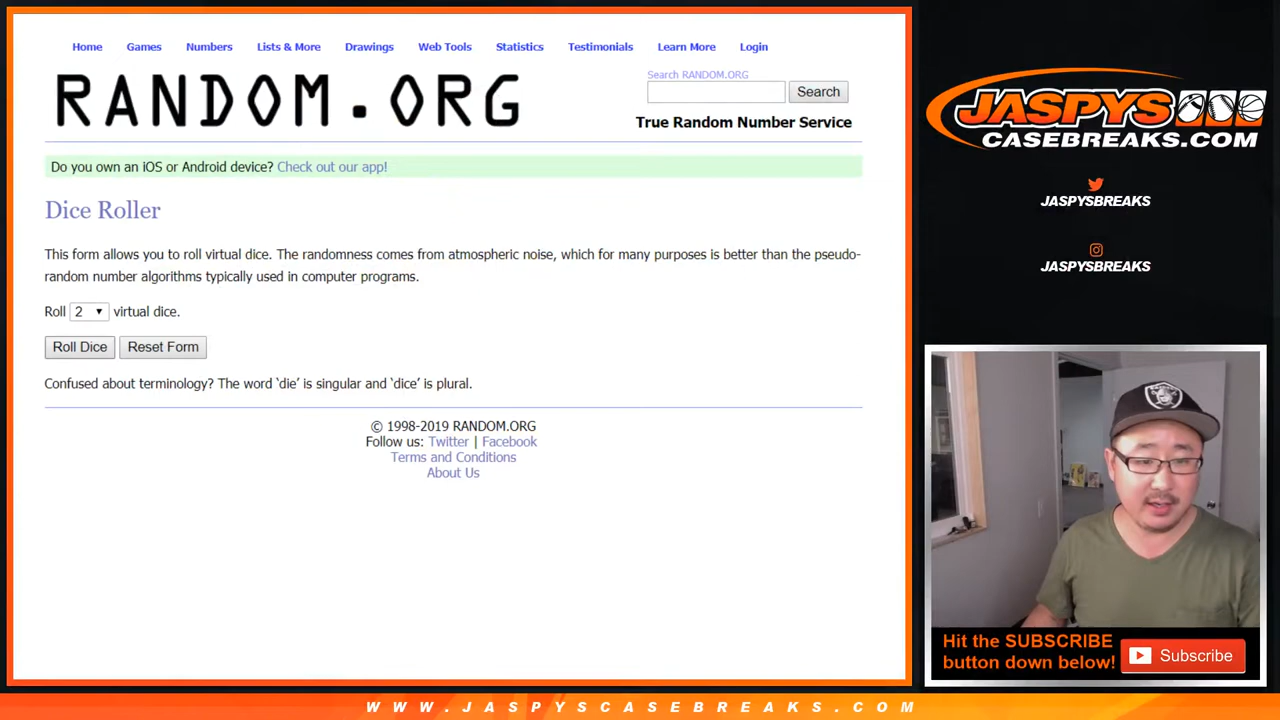 Home Games Numbers Lists & More Drawings Web Tools Statistics Testimonials Learn More Login
RANDOM.ORG
Search RANDOM.ORG
Search
True Random Number Service
Do you own an iOS or Android device? Check out our app!
Dice Roller
This form allows you to roll virtual dice. The randomness comes from atmospheric noise, which for many purposes is better than the pseudo-
random number algorithms typically used in computer programs.
Roll 2 virtual dice.
Roll Dice Reset Form
Confused about terminology? The word ‘die’ is singular and ‘dice’ is plural.
© 1998-2019 RANDOM.ORG
Follow us: Twitter | Facebook
Terms and Conditions
About Us
JASPYS
CASEBREAKS.COM
JASPYSBREAKS
JASPYSBREAKS
Hit the SUBSCRIBE
button down below!
Subscribe
WWW.JASPYSCASEBREAKS.COM